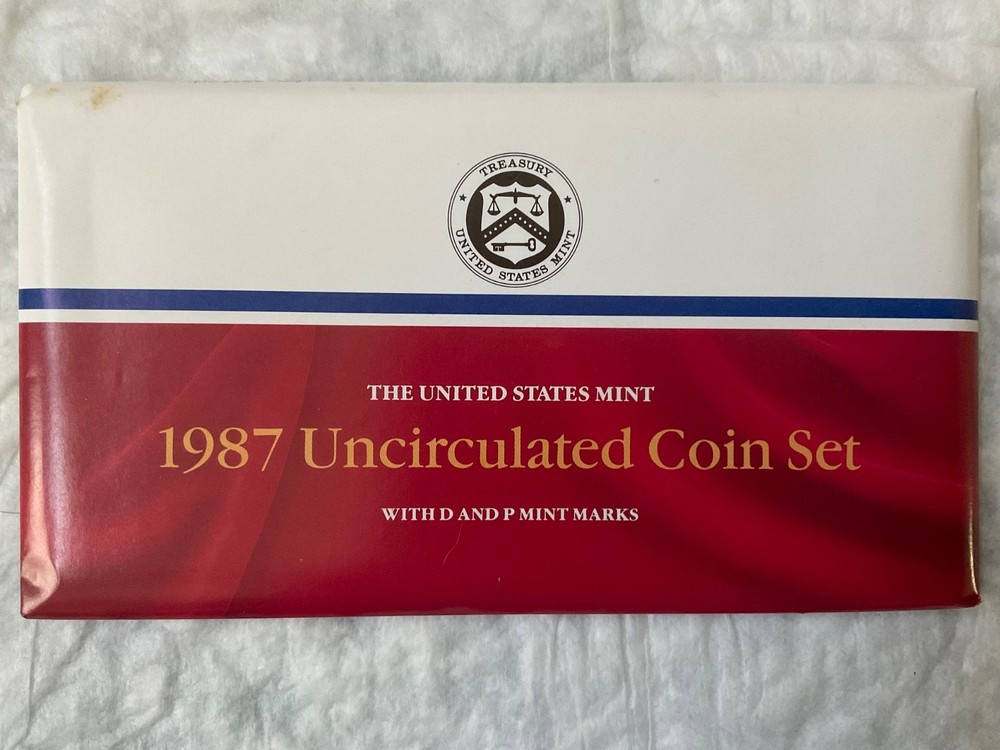 TREASURY
UNITED STATES MINT
THE UNITED STATES MINT
1987 Uncirculated Coin Set
WITH D AND P MINT MARKS